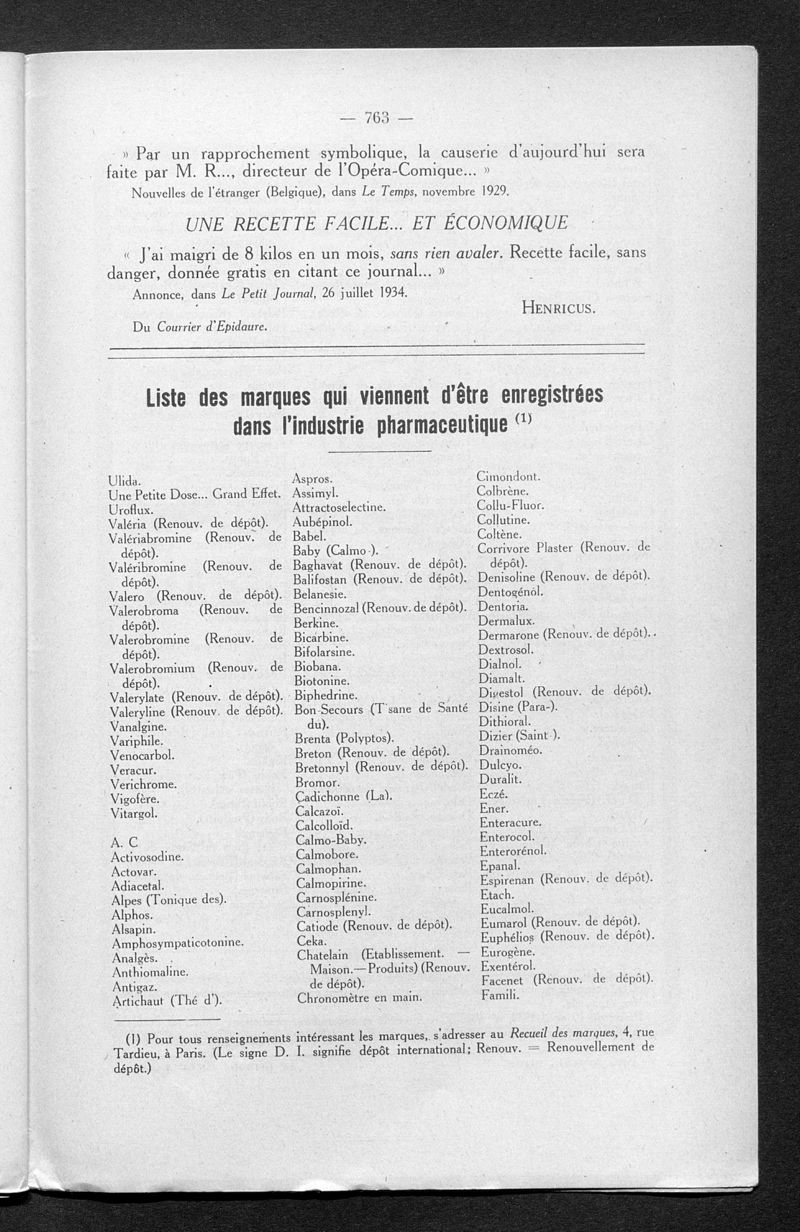 — 763 —
» Par un rapprochement symbolique, la causerie d'aujourd'hui sera
faite par M. R..., directeur de l'Opéra-Comique... »
Nouvelles de l'étranger (Belgique), dans Le Temps, novembre 1929.
UNE RECETTE FACILE... ET ÉCONOMIQUE
« J'ai maigri de 8 kilos en un mois, sans rien avaler. Recette facile, sans
danger, donnée gratis en citant ce journal... »
Annonce, dans Le Petit Journal, 26 juillet 1934.
HENRICUS.
Du Courrier d'Epidaure.
Liste des marques qui viennent d'être enregistrées
dans l'industrie pharmaceutique (1)
Ulida.
Une Petite Dose... Grand Effet.
Uroflux.
Valéria (Renouv. de dépôt).
Valériabromine (Renouv. de
dépôt).
Valéribromine (Renouv. de
dépôt).
Valero (Renouv. de dépôt).
Valerobroma (Renouv. de
dépôt).
Valerobromine (Renouv. de
dépôt).
Valerobromium (Renouv. de
dépôt).
Valerylate (Renouv. de dépôt).
Valeryline (Renouv. de dépôt).
Vanalgine.
Variphile.
Venocarbol.
Veracur.
Verichrome.
Vigofère.
Vitargol.
A. C
Activosodine.
Actovar.
Adiacetal.
Alpes (Tonique des).
Alphos.
Alsapin.
Amphosympaticotonine.
Analgès.
Anthiomaline.
Antigaz.
Artichaut (Thé d').
Aspros.
Assimyl.
Attractoselectine.
Aubépinol.
Babel.
Baby (Calmo-).
Baghavat (Renouv. de dépôt).
Balifostan (Renouv. de dépôt).
Belanesie.
Bencinnozal (Renouv. de dépôt).
Berkine.
Bicarbine.
Bifolarsine.
Biobana.
Biotonine.
Biphedrine.
Bon-Secours (T sane de Santé
du).
Brenta (Polyptos).
Breton (Renouv. de dépôt).
Bretonnyl (Renouv. de dépôt).
Bromor.
Cadichonne (La).
Calcazoï.
Calcolloïd.
Calmo-Baby.
Calmobore.
Calmophan.
Calmopirine.
Carnosplénine.
Carnosplenyl.
Catiode (Renouv. de dépôt).
Ceka.
Chatelain (Etablissement. —
Maison.—Produits) (Renouv.
de dépôt).
Chronomètre en main.
Cimondont.
Colbrène.
Collu-Fluor.
Collutine.
Coltène.
Corrivore Plaster (Renouv. de
dépôt).
Denisoline (Renouv. de dépôt).
Dentogénol.
Dentoria.
Dermalux.
Dermarone (Renouv. de dépôt).
Dextrosol.
Dialnol.
Diamalt.
Digestol (Renouv. de dépôt).
Disine (Para-).
Dithioral.
Dizier (Saint ).
Drainoméo.
Dulcyo.
Duralit.
Eczé.
Ener.
Enteracure.
Enterocol.
Enterorénol.
Epanal.
Espirenan (Renouv. de dépôt).
Etach.
Eucalmol.
Eumarol (Renouv. de dépôt).
Euphélios (Renouv. de dépôt).
Eurogène.
Exentérol.
Facenet (Renouv. de dépôt).
Famili.
(1) Pour tous renseignements intéressant les marques, s'adresser au Recueil des marques, 4, rue
Tardieu, à Paris. (Le signe D. I. signifie dépôt international; Renouv. = Renouvellement de
dépôt.)